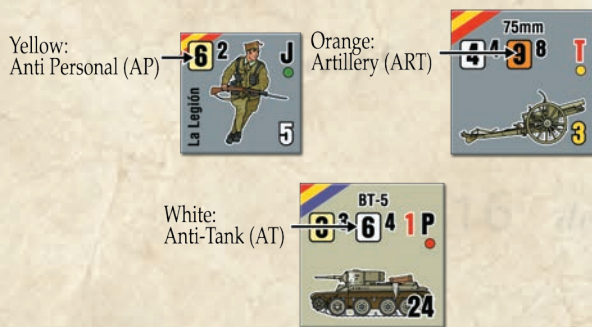 Yellow:
Anti Personal (AP)
6 2 J
La Legión
5
Orange:
Artillery (ART)
75mm
4 4 9 8 T
3
White:
Anti-Tank (AT)
BT-5
3 3 6 4 1 P
24